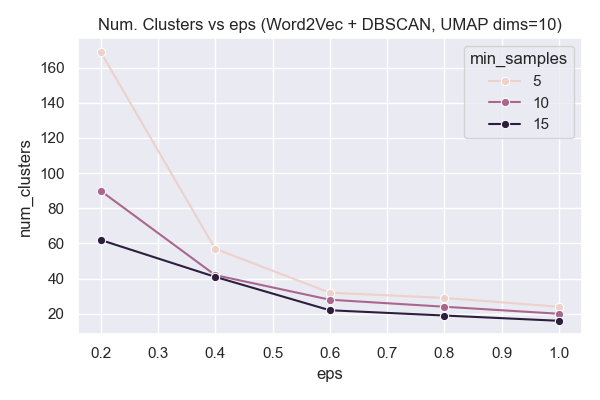 Num. Clusters vs eps (Word2Vec + DBSCAN, UMAP dims=10)
min_samples
5
10
15
num_clusters
160
140
120
100
80
60
40
20
0.2 0.3 0.4 0.5 0.6 0.7 0.8 0.9 1.0
eps